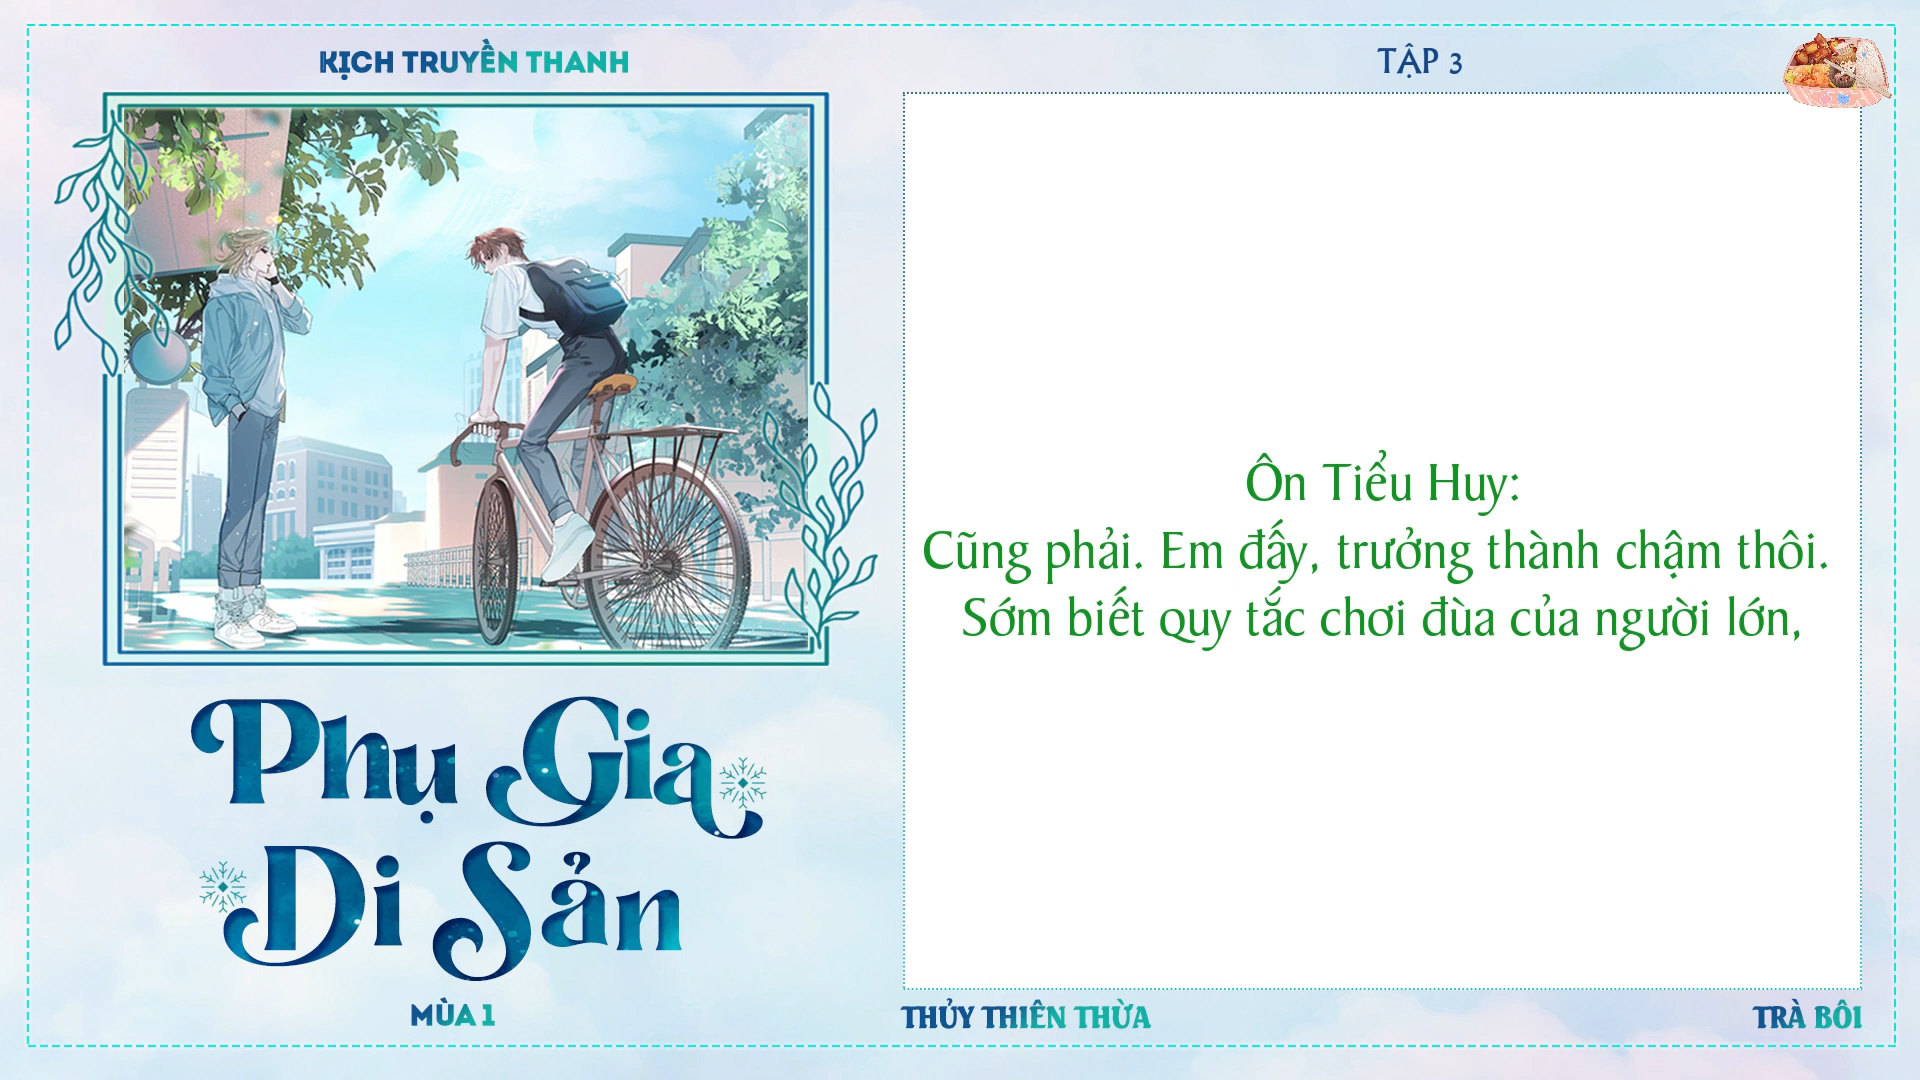 KỊCH TRUYỀN THANH
TẬP 3
Ôn Tiểu Huy:
Cũng phải. Em đấy, trưởng thành chậm thôi.
Sớm biết quy tắc chơi đùa của người lớn,
Phụ Gia
Di Sản
MÙA 1
THỦY THIÊN THỪA
TRÀ BÔI